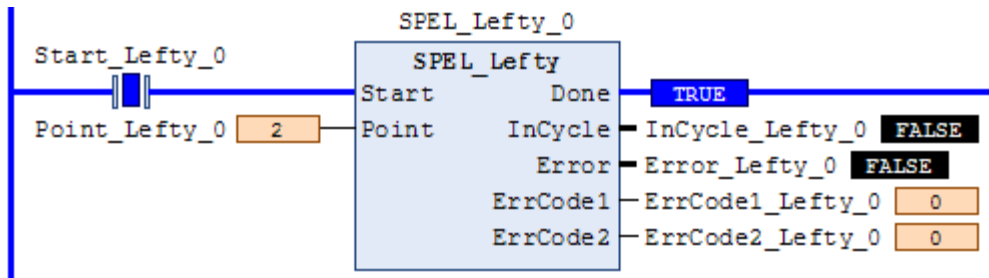 SPEL_Lefty_0
Start_Lefty_0
SPEL_Lefty
Start Done TRUE
Point_Lefty_0 2 Point InCycle InCycle_Lefty_0 FALSE
Error Error_Lefty_0 FALSE
ErrCode1 ErrCode1_Lefty_0 0
ErrCode2 ErrCode2_Lefty_0 0